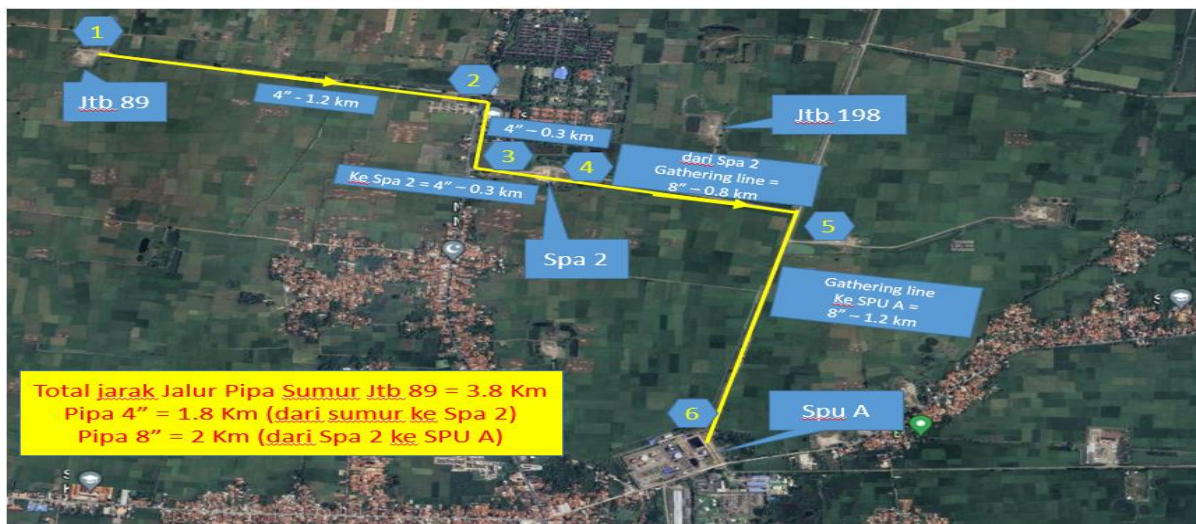 1
Jtb 89
4” - 1.2 km
2
4” – 0.3 km
3
Ke Spa 2 = 4” – 0.3 km
4
Spa 2
dari Spa 2
Gathering line =
8” – 0.8 km
Jtb 198
5
Gathering line
Ke SPU A =
8” – 1.2 km
6
Spu A
Total jarak Jalur Pipa Sumur Jtb 89 = 3.8 Km
Pipa 4” = 1.8 Km (dari sumur ke Spa 2)
Pipa 8” = 2 Km (dari Spa 2 ke SPU A)